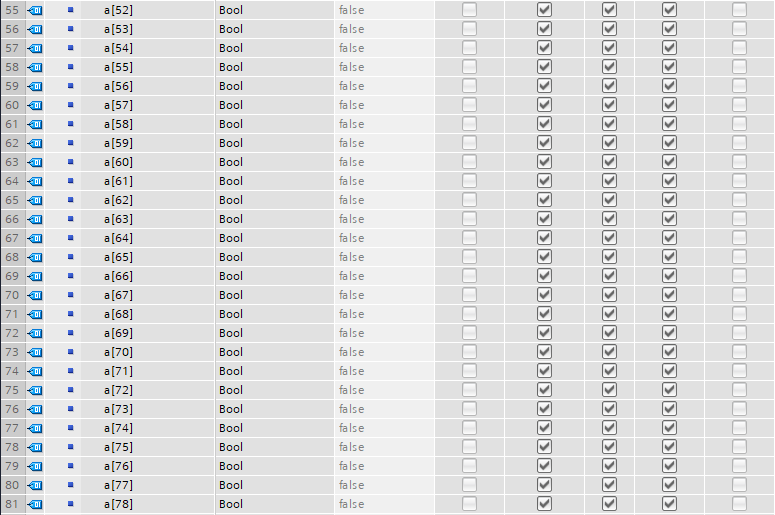 55 a[52] Bool false
56 a[53] Bool false
57 a[54] Bool false
58 a[55] Bool false
59 a[56] Bool false
60 a[57] Bool false
61 a[58] Bool false
62 a[59] Bool false
63 a[60] Bool false
64 a[61] Bool false
65 a[62] Bool false
66 a[63] Bool false
67 a[64] Bool false
68 a[65] Bool false
69 a[66] Bool false
70 a[67] Bool false
71 a[68] Bool false
72 a[69] Bool false
73 a[70] Bool false
74 a[71] Bool false
75 a[72] Bool false
76 a[73] Bool false
77 a[74] Bool false
78 a[75] Bool false
79 a[76] Bool false
80 a[77] Bool false
81 a[78] Bool false